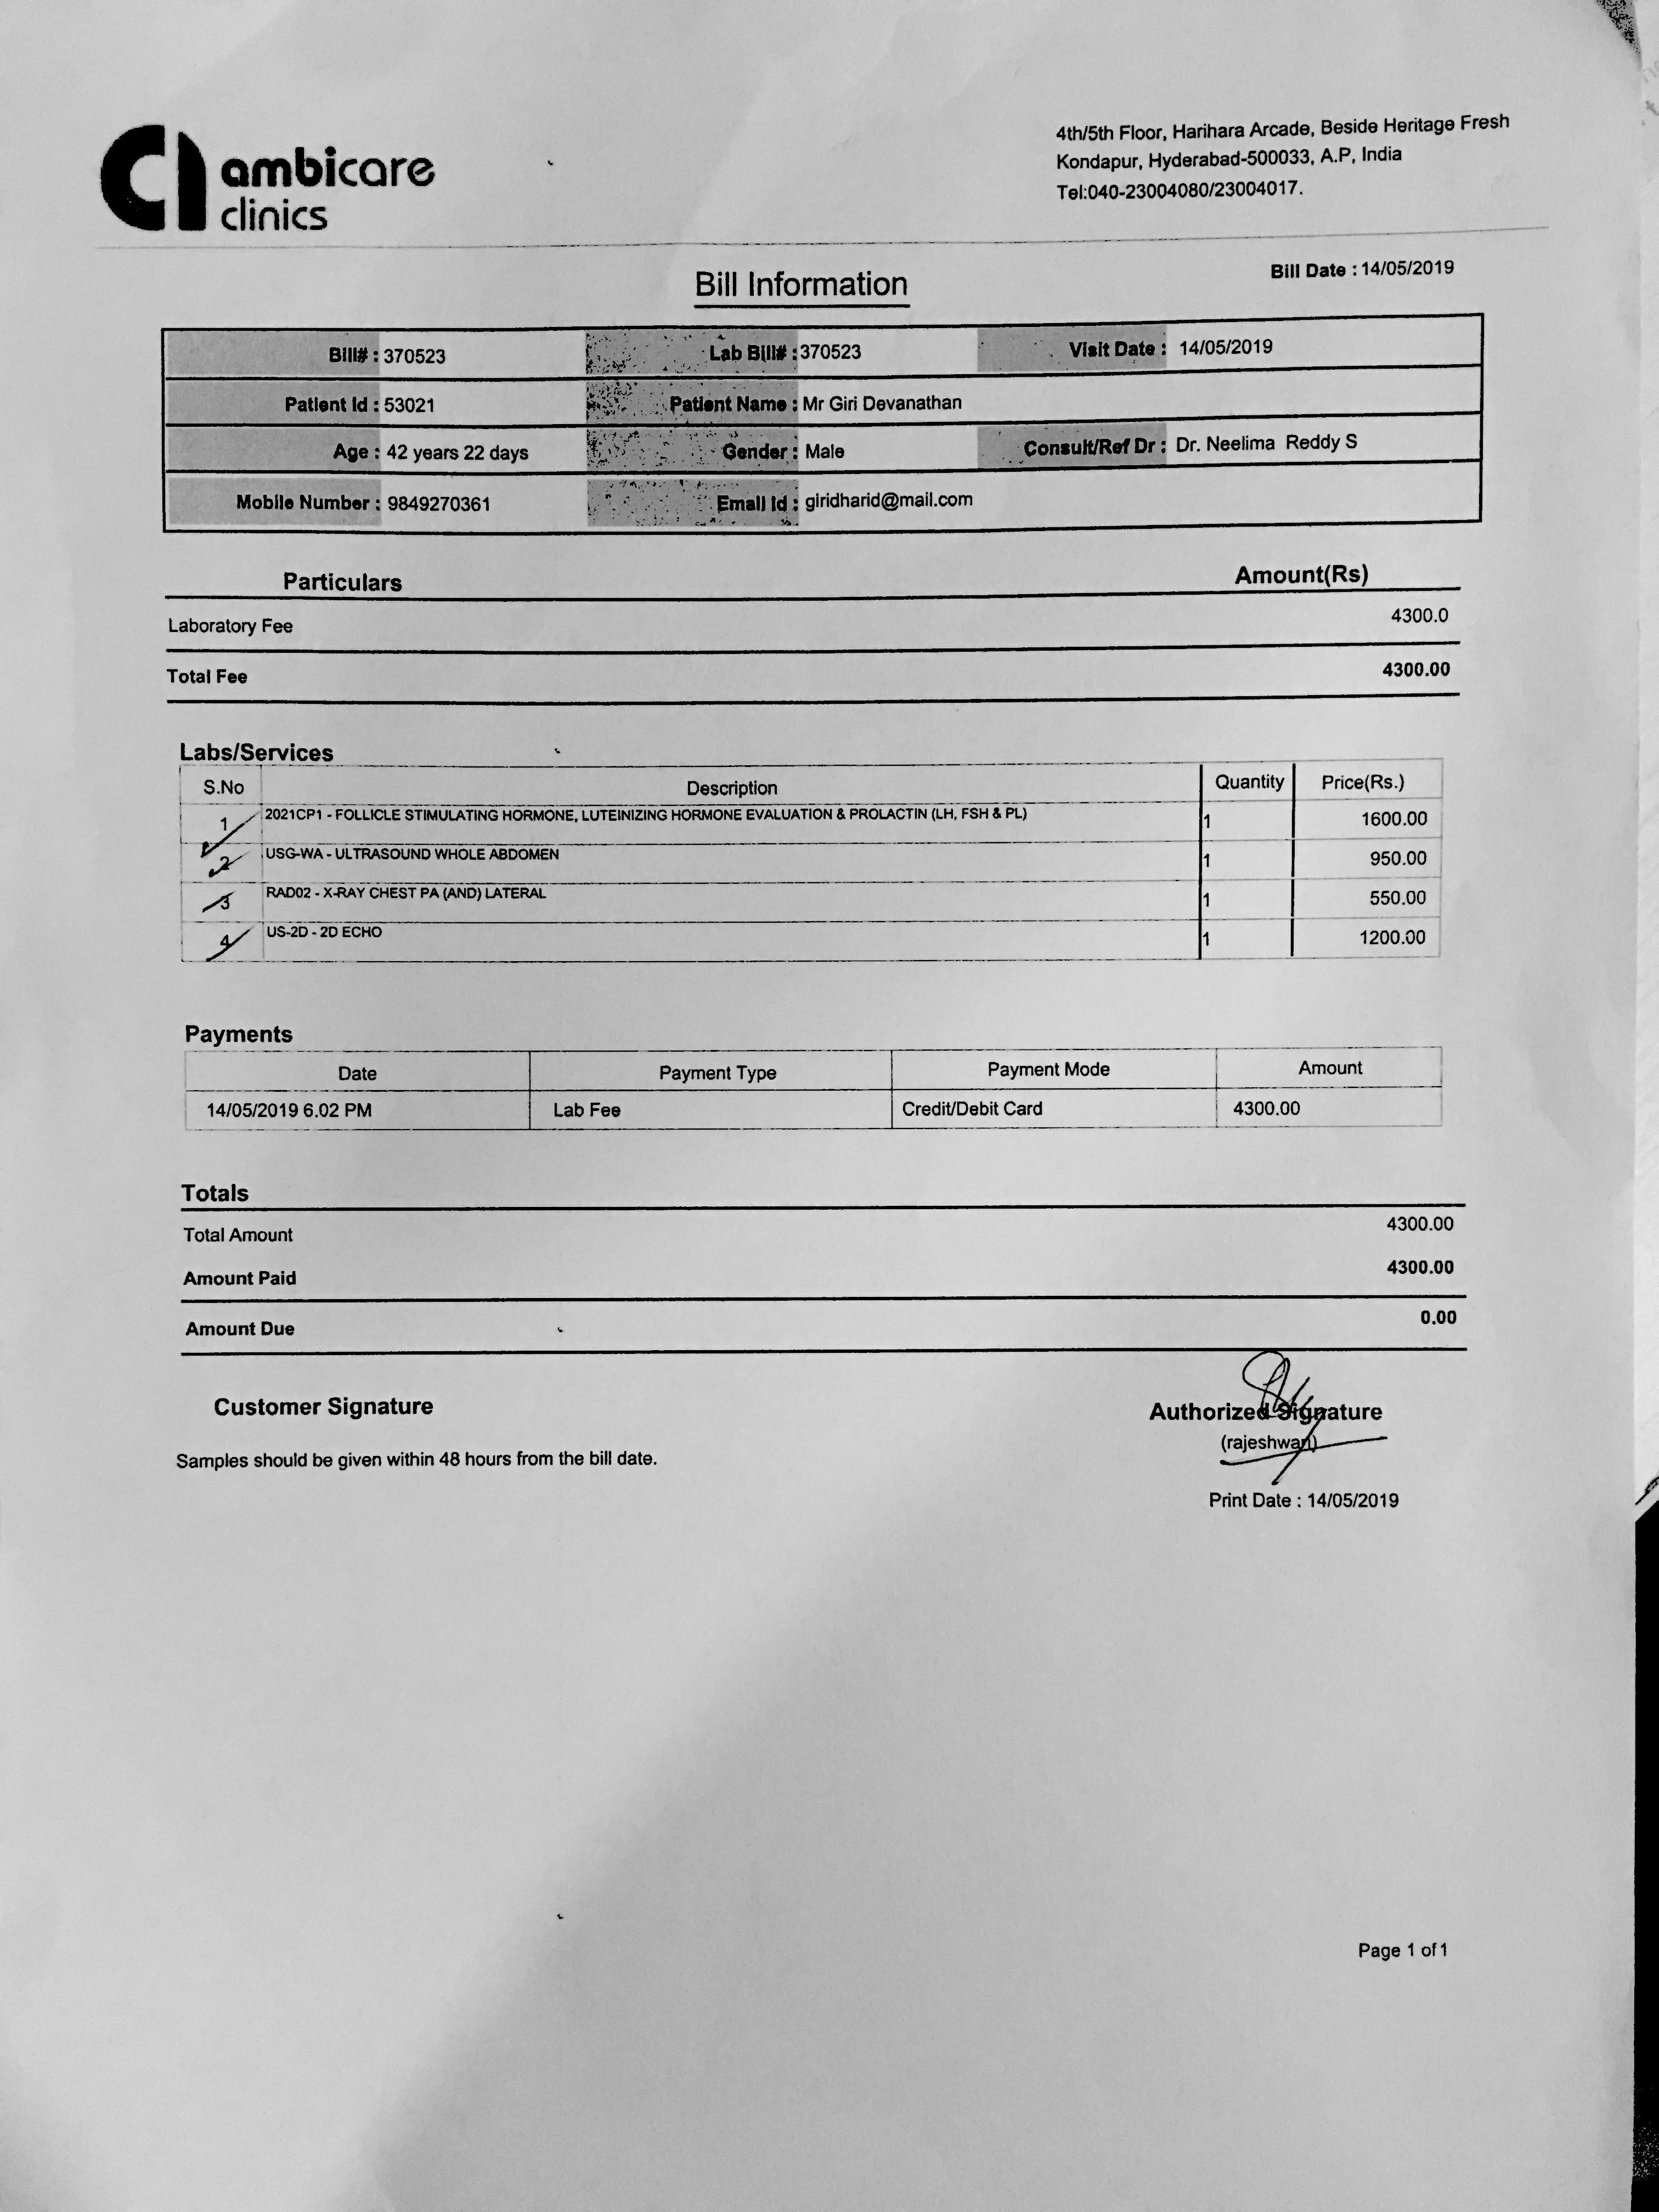 ambicare
clinics
4th/5th Floor, Harihara Arcade, Beside Heritage Fresh
Kondapur, Hyderabad-500033, A.P, India
Tel:040-23004080/23004017.
Bill Information
Bill Date : 14/05/2019
Bill# : 370523 Lab Bill# : 370523 Visit Date : 14/05/2019
Patient Id : 53021 Patient Name : Mr Giri Devanathan
Age : 42 years 22 days Gender : Male Consult/Ref Dr : Dr. Neelima Reddy S
Mobile Number : 9849270361 Email Id : giridharid@mail.com
Particulars Amount(Rs)
Laboratory Fee 4300.0
Total Fee 4300.00
Labs/Services
S.No Description Quantity Price(Rs.)
1 2021CP1 - FOLLICLE STIMULATING HORMONE, LUTEINIZING HORMONE EVALUATION & PROLACTIN (LH, FSH & PL) 1 1600.00
2 USG-WA - ULTRASOUND WHOLE ABDOMEN 1 950.00
3 RAD02 - X-RAY CHEST PA (AND) LATERAL 1 550.00
4 US-2D - 2D ECHO 1 1200.00
Payments
Date Payment Type Payment Mode Amount
14/05/2019 6.02 PM Lab Fee Credit/Debit Card 4300.00
Totals
Total Amount 4300.00
Amount Paid 4300.00
Amount Due 0.00
Customer Signature Authorized Signature
(rajeshwari)
Samples should be given within 48 hours from the bill date.
Print Date : 14/05/2019
Page 1 of 1